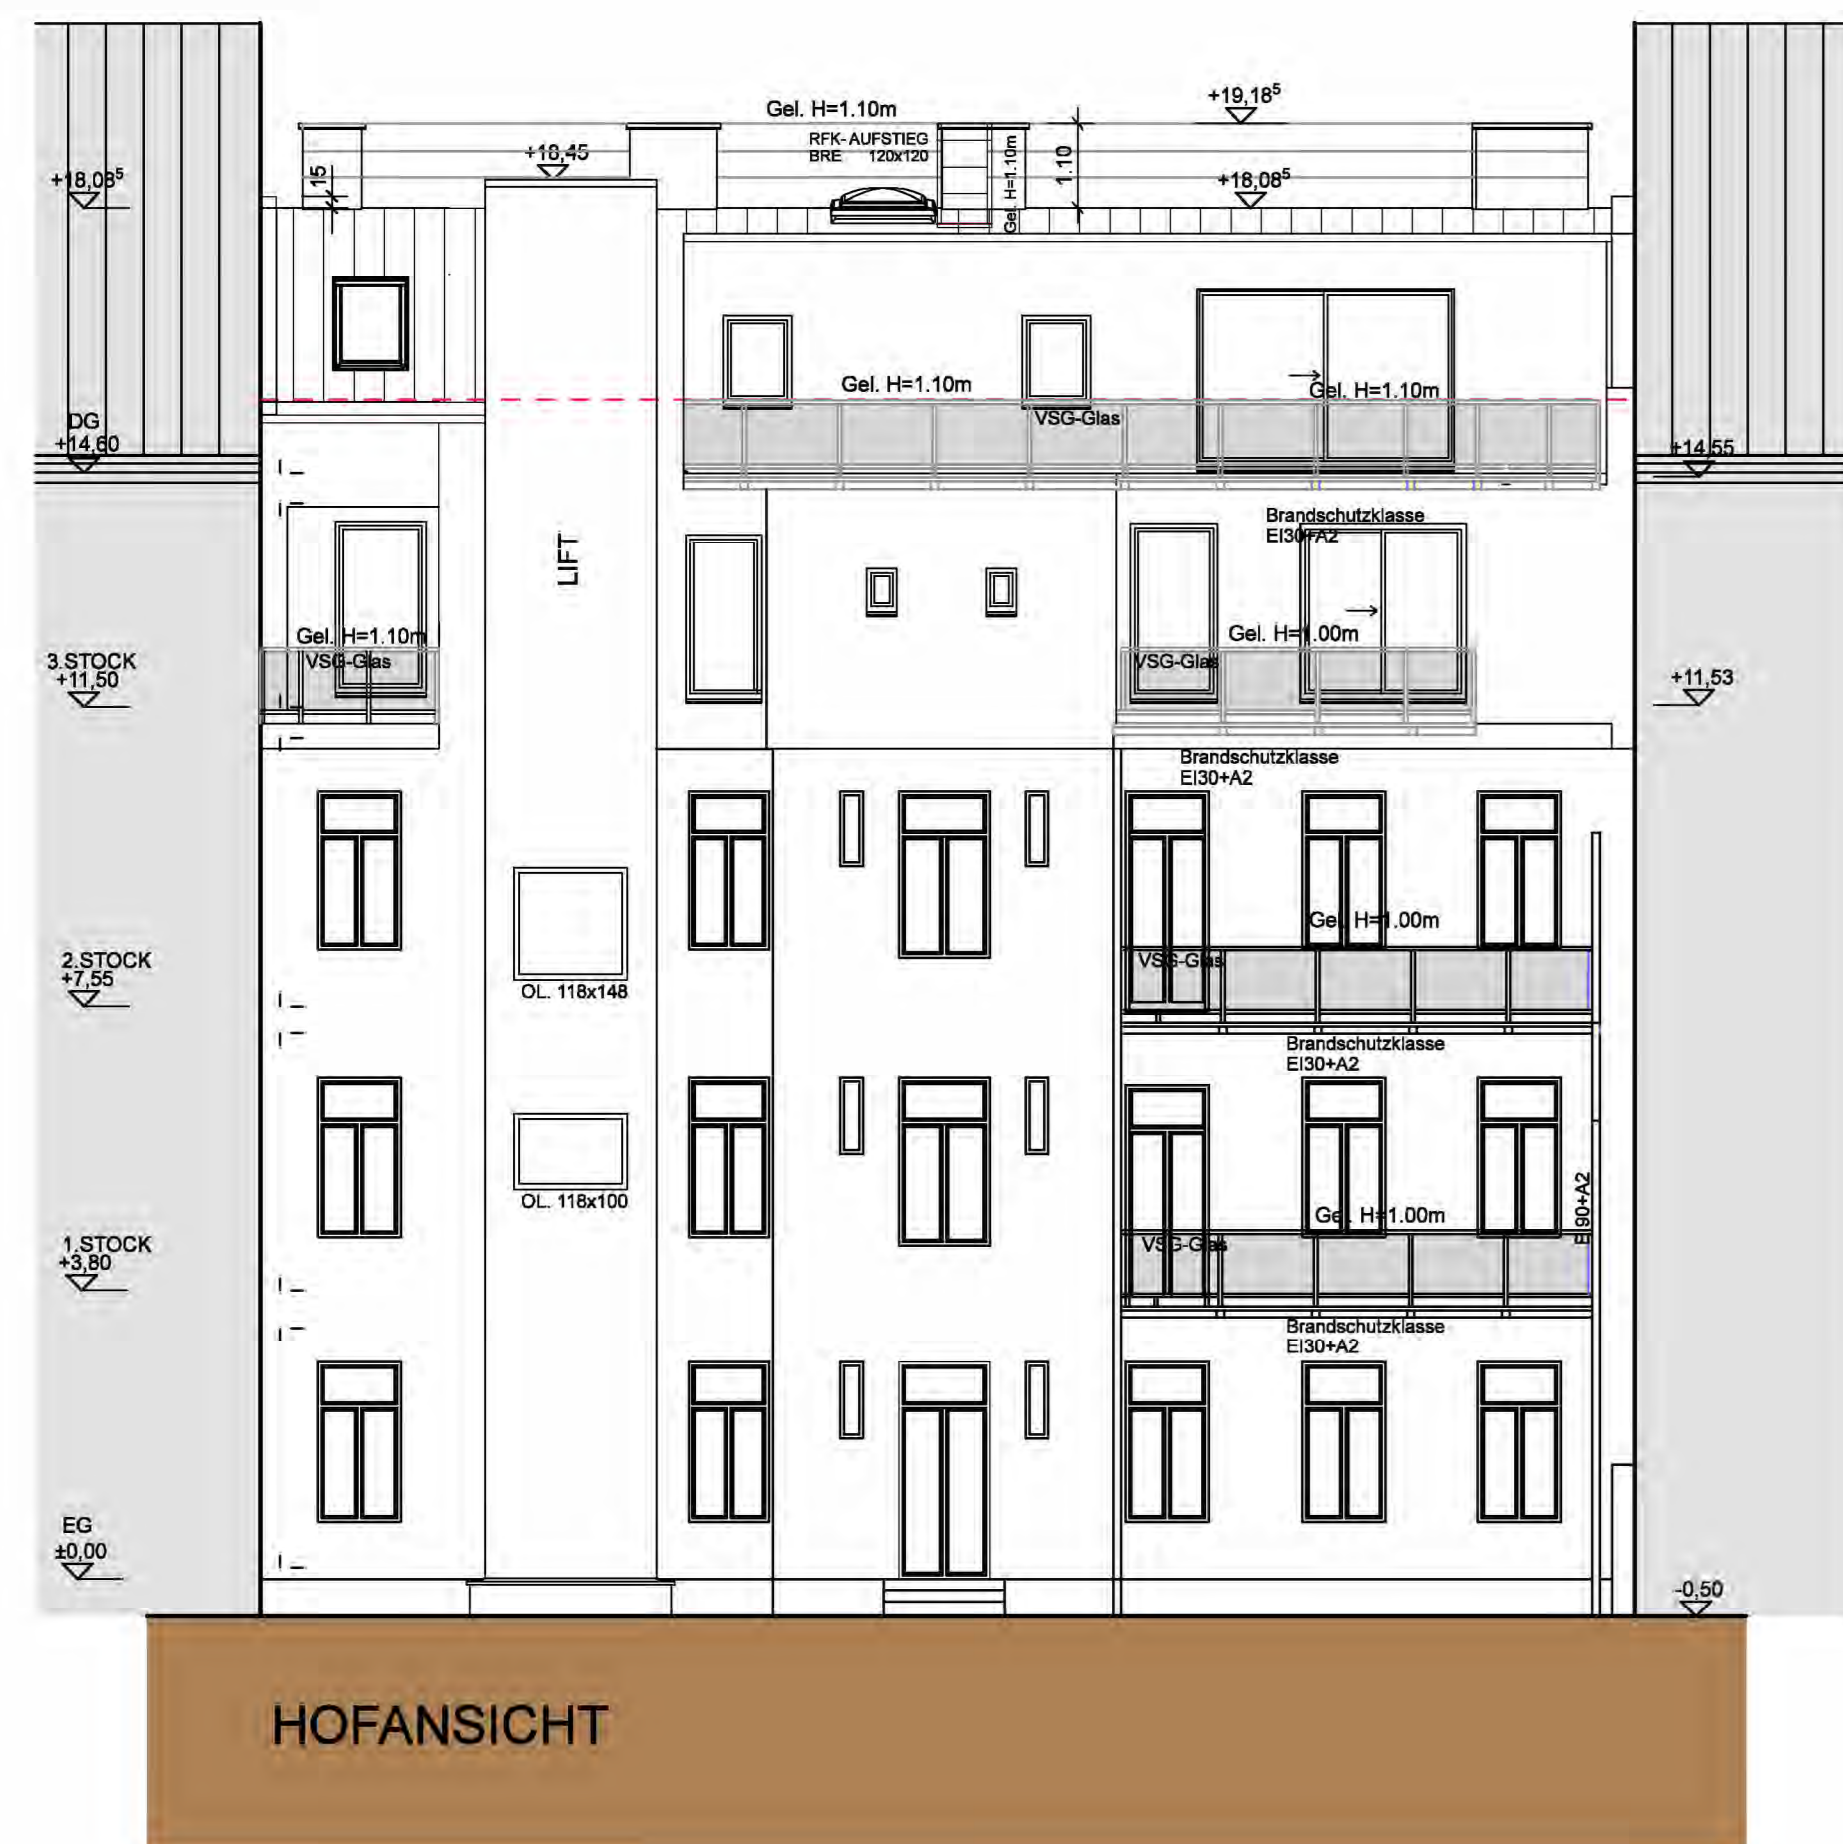 +19,18⁵
Gel. H=1.10m
RFK-AUFSTIEG
BRE 120x120
Gel. H=1.10m
1.10
+18,45
15
+18,08⁵
+18,08⁵
Gel. H=1.10m
Gel. H=1.10m
VSG-Glas
DG
+14,60
+14,55
Brandschutzklasse
EI30+A2
LIFT
Gel. H=1.10m
VSG-Glas
Gel. H=1.00m
VSG-Glas
3.STOCK
+11,50
+11,53
Brandschutzklasse
EI30+A2
Gel. H=1.00m
VSG-Glas
2.STOCK
+7,55
OL. 118x148
Brandschutzklasse
EI30+A2
OL. 118x100
EI90+A2
Gel. H=1.00m
VSG-Glas
1.STOCK
+3,80
Brandschutzklasse
EI30+A2
EG
±0,00
-0,50
HOFANSICHT